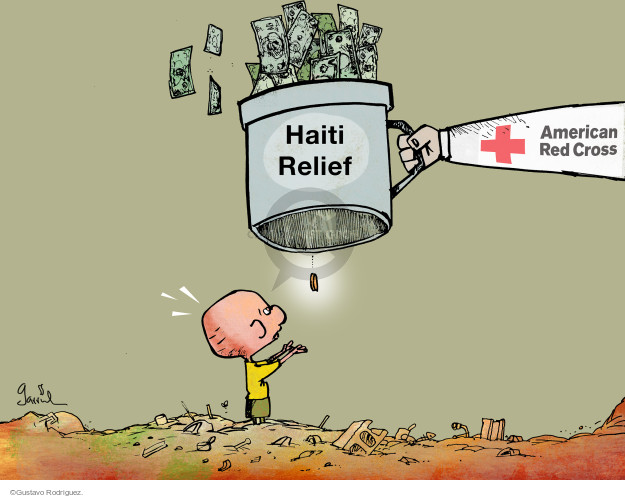 Haiti
Relief
American
Red Cross
©Gustavo Rodriguez.